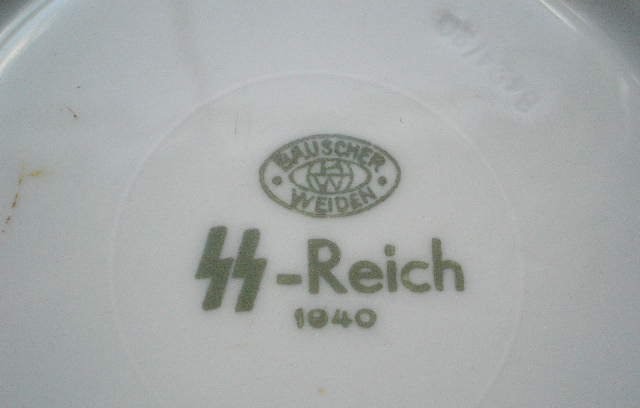 BAUSCHER
WEIDEN
SS-Reich
1940